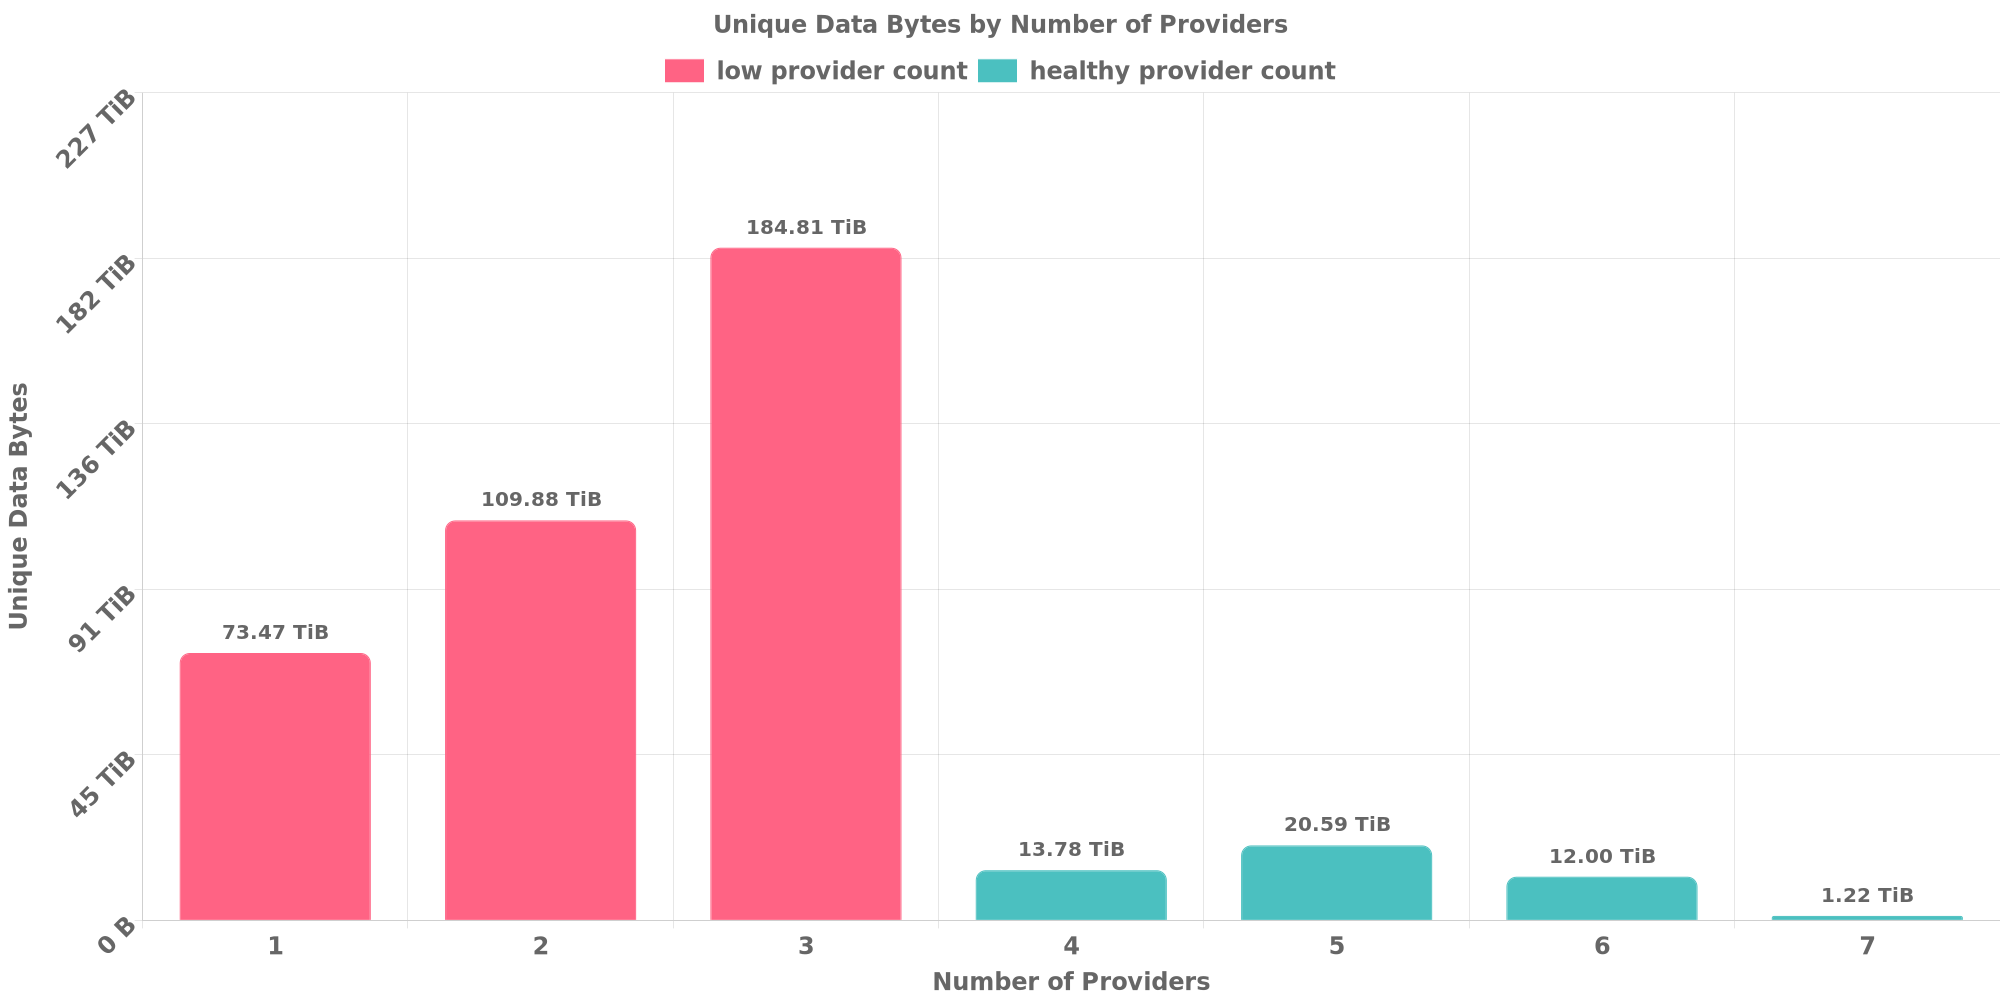 Unique Data Bytes by Number of Providers
low provider count
healthy provider count
227 TiB
182 TiB
136 TiB
91 TiB
45 TiB
0 B
Unique Data Bytes
73.47 TiB
109.88 TiB
184.81 TiB
13.78 TiB
20.59 TiB
12.00 TiB
1.22 TiB
1
2
3
4
5
6
7
Number of Providers